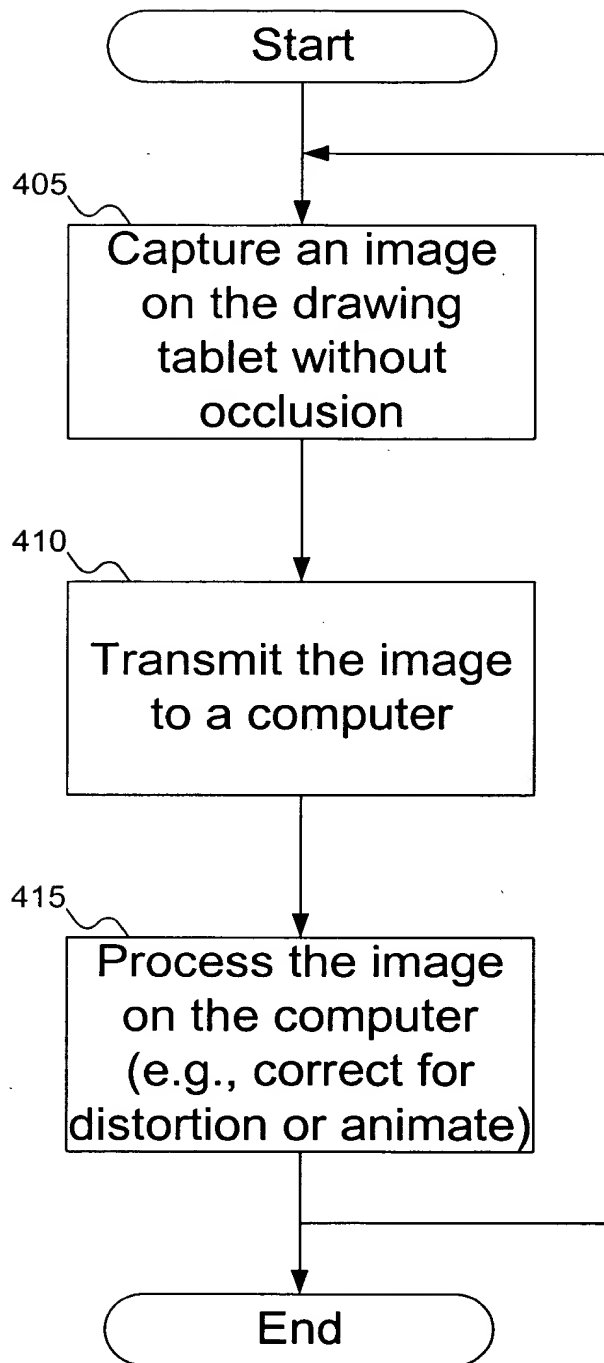 Start
405
Capture an image
on the drawing
tablet without
occlusion
410
Transmit the image
to a computer
415
Process the image
on the computer
(e.g., correct for
distortion or animate)
End